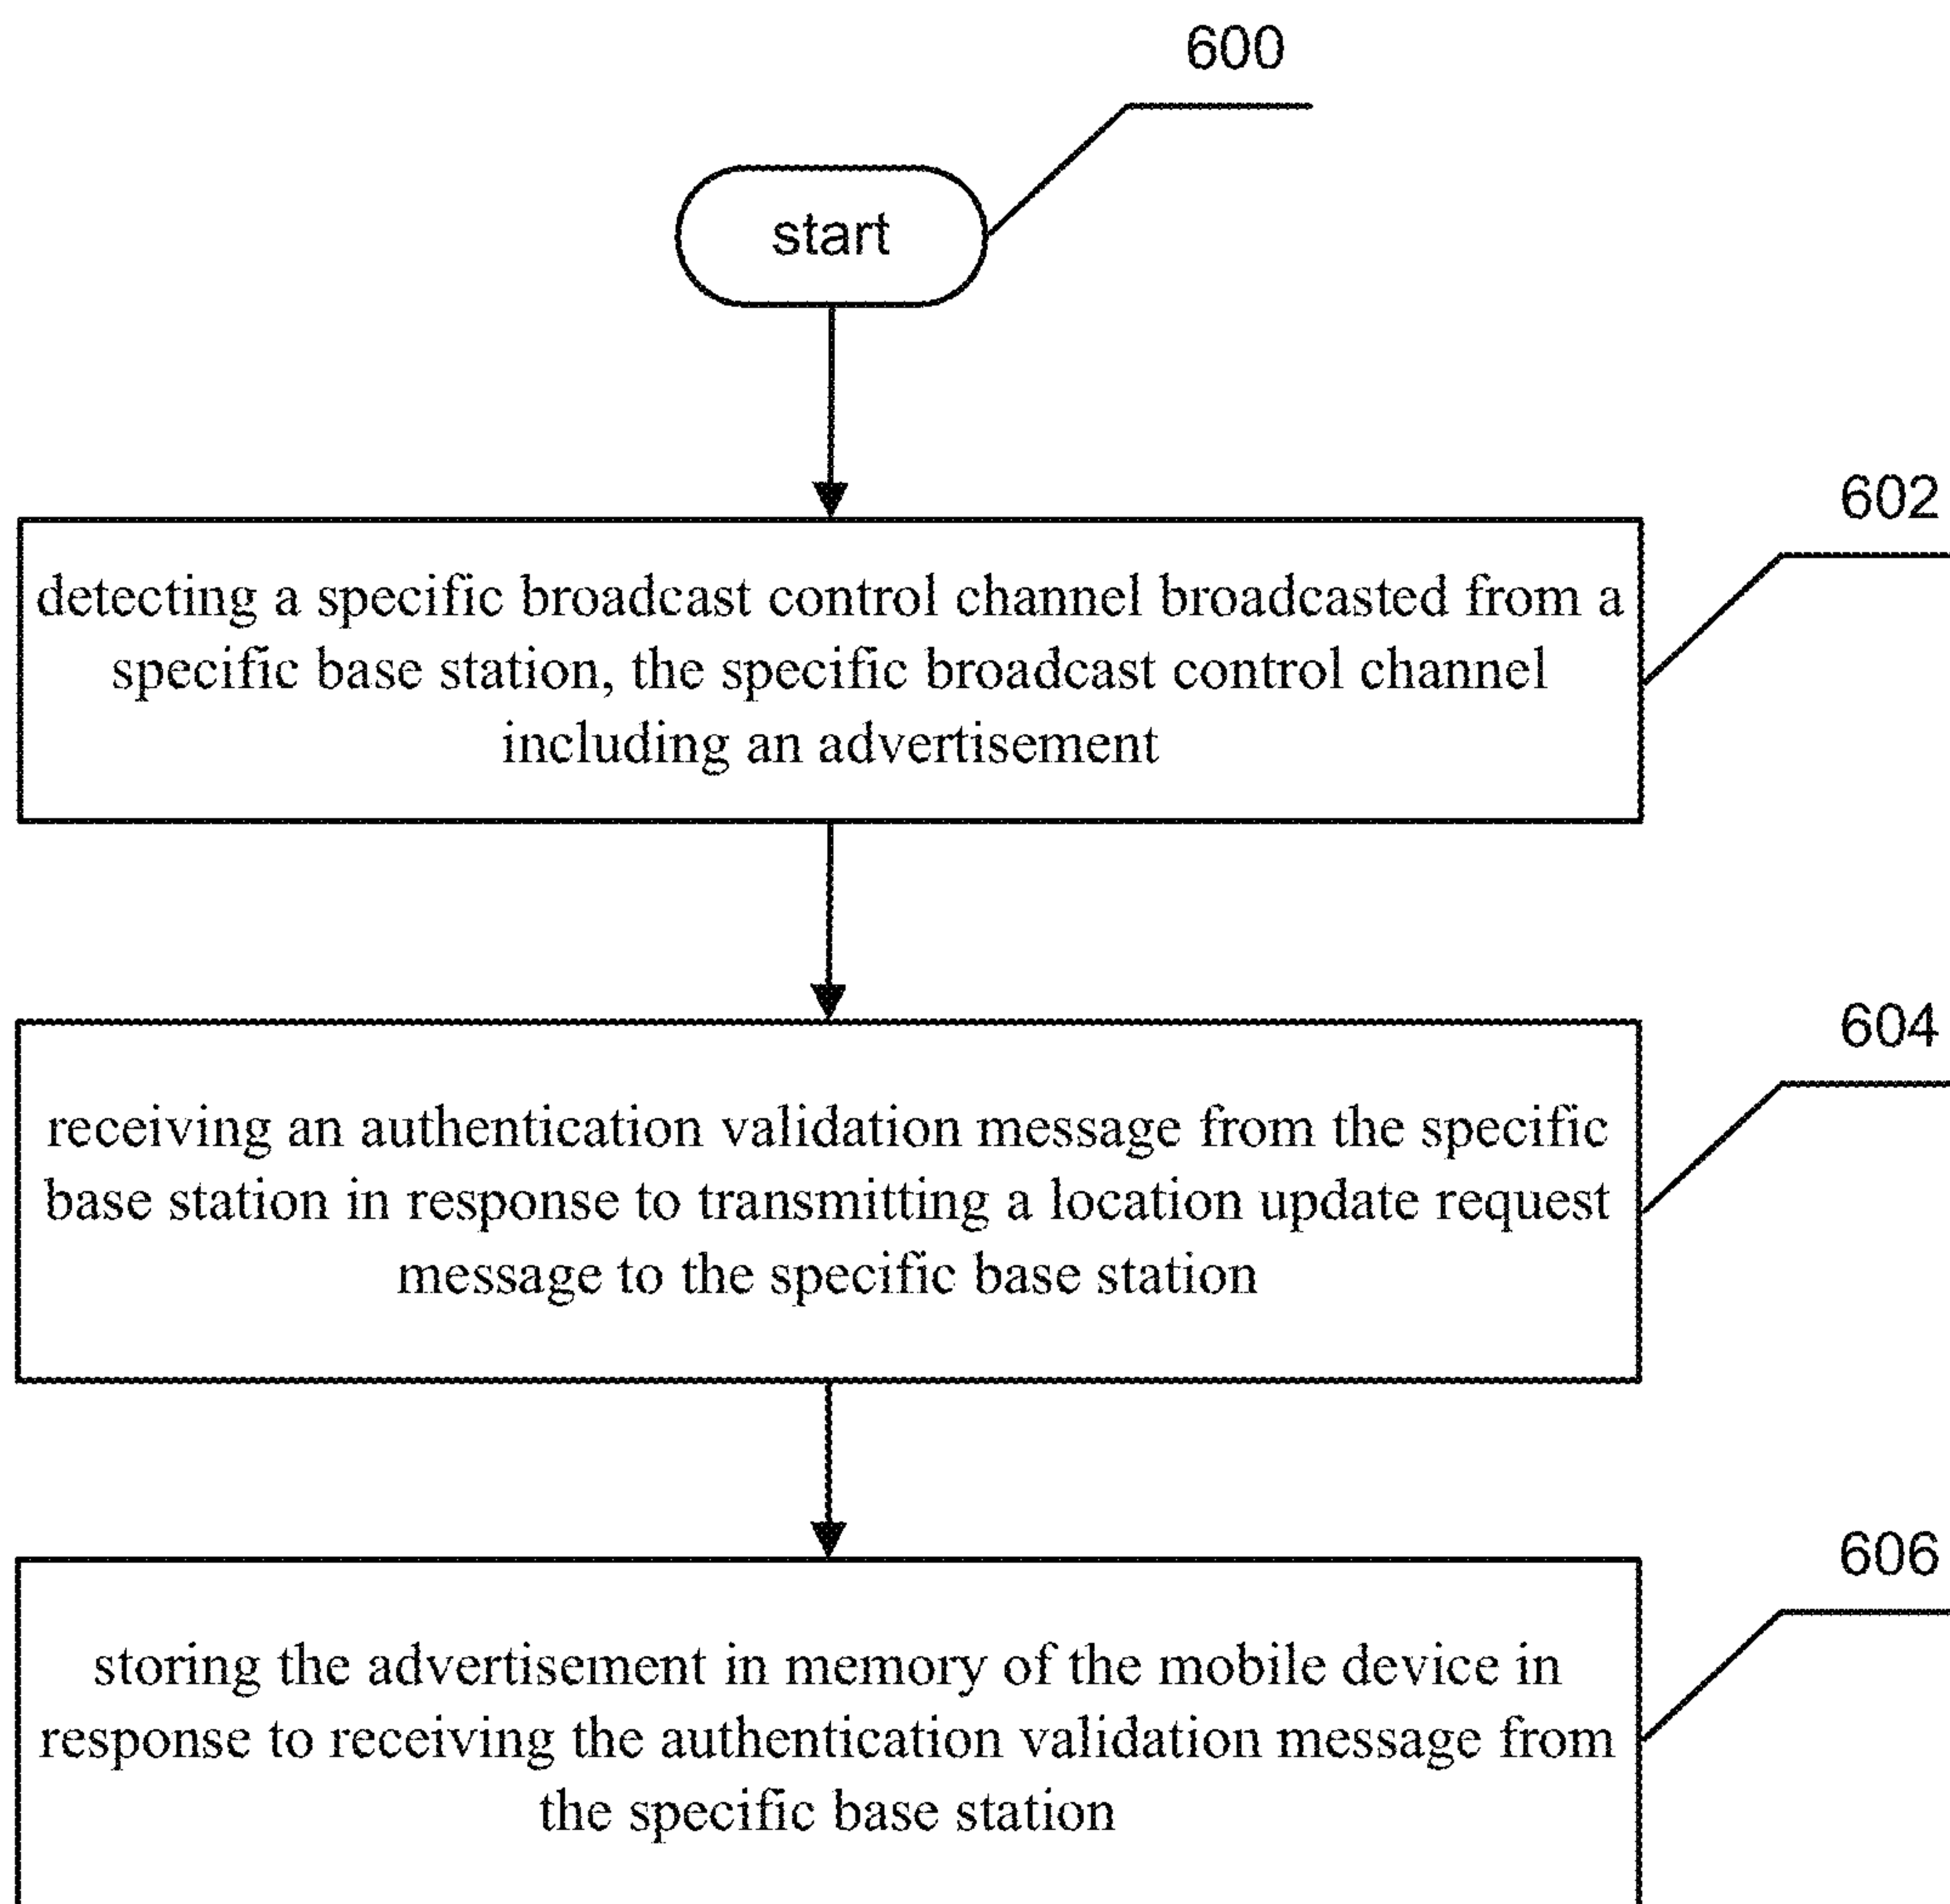 600
start
602
detecting a specific broadcast control channel broadcasted from a
specific base station, the specific broadcast control channel
including an advertisement
604
receiving an authentication validation message from the specific
base station in response to transmitting a location update request
message to the specific base station
606
storing the advertisement in memory of the mobile device in
response to receiving the authentication validation message from
the specific base station